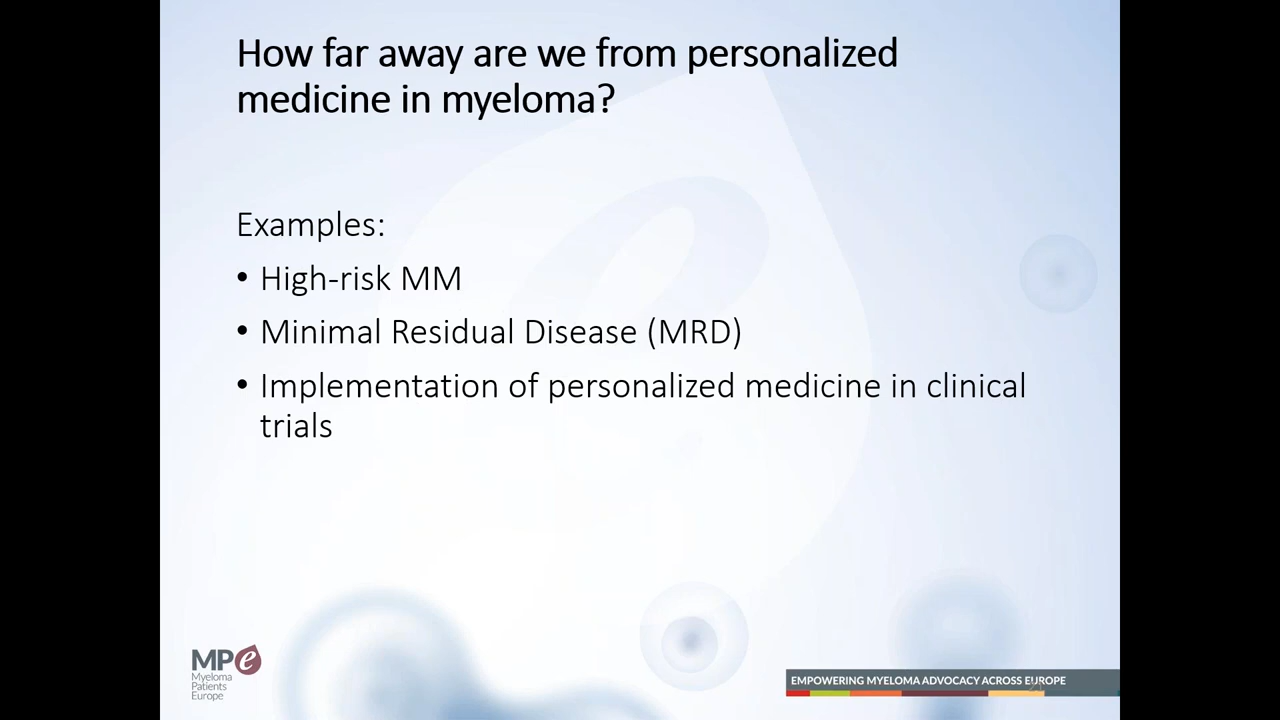 How far away are we from personalized
medicine in myeloma?
Examples:
• High-risk MM
• Minimal Residual Disease (MRD)
• Implementation of personalized medicine in clinical
trials
MPe
Myeloma
Patients
Europe
EMPOWERING MYELOMA ADVOCACY ACROSS EUROPE